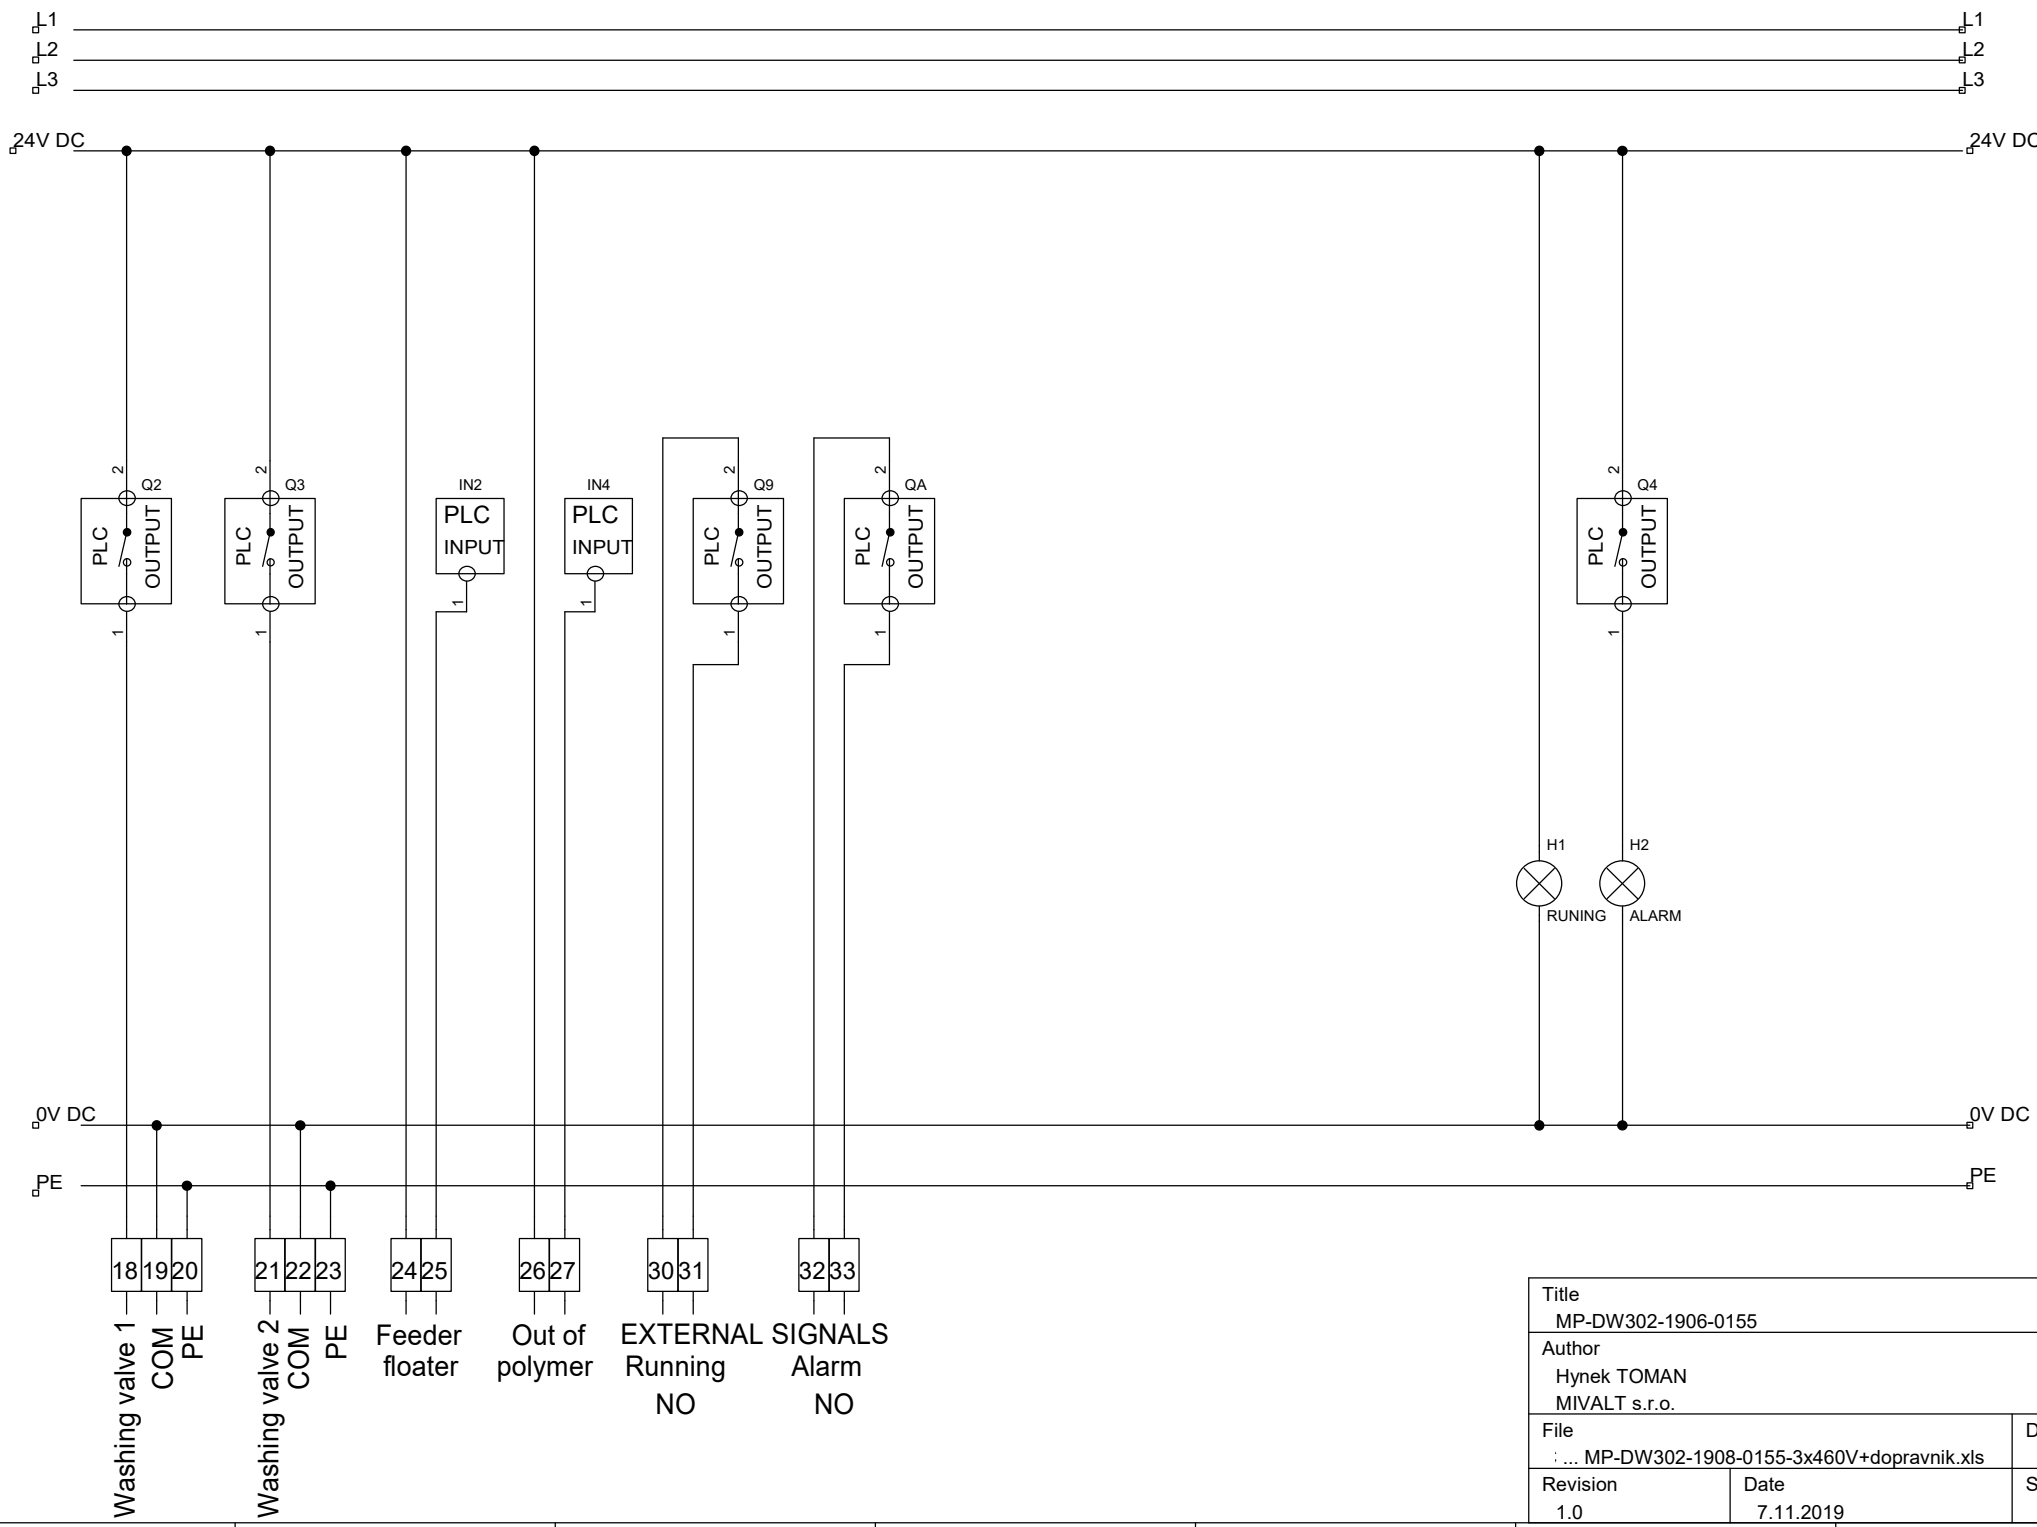 L1
L1
L2
L2
L3
L3
24V DC
24V DC
2
Q2
2
Q3
IN2
IN4
2
Q9
2
QA
2
Q4
PLC
OUTPUT
PLC
OUTPUT
PLC
INPUT
PLC
INPUT
PLC
OUTPUT
PLC
OUTPUT
PLC
OUTPUT
1
1
1
1
1
1
1
H1
H2
RUNING
ALARM
0V DC
0V DC
PE
PE
18 19 20
21 22 23
24 25
26 27
30 31
32 33
Washing valve 1
COM
PE
Washing valve 2
COM
PE
Feeder
floater
Out of
polymer
EXTERNAL SIGNALS
Running
Alarm
NO
NO
Title
MP-DW302-1906-0155
Author
Hynek TOMAN
MIVALT s.r.o.
File
D
... MP-DW302-1908-0155-3x460V+dopravnik.xls
Revision
Date
S
1.0
7.11.2019